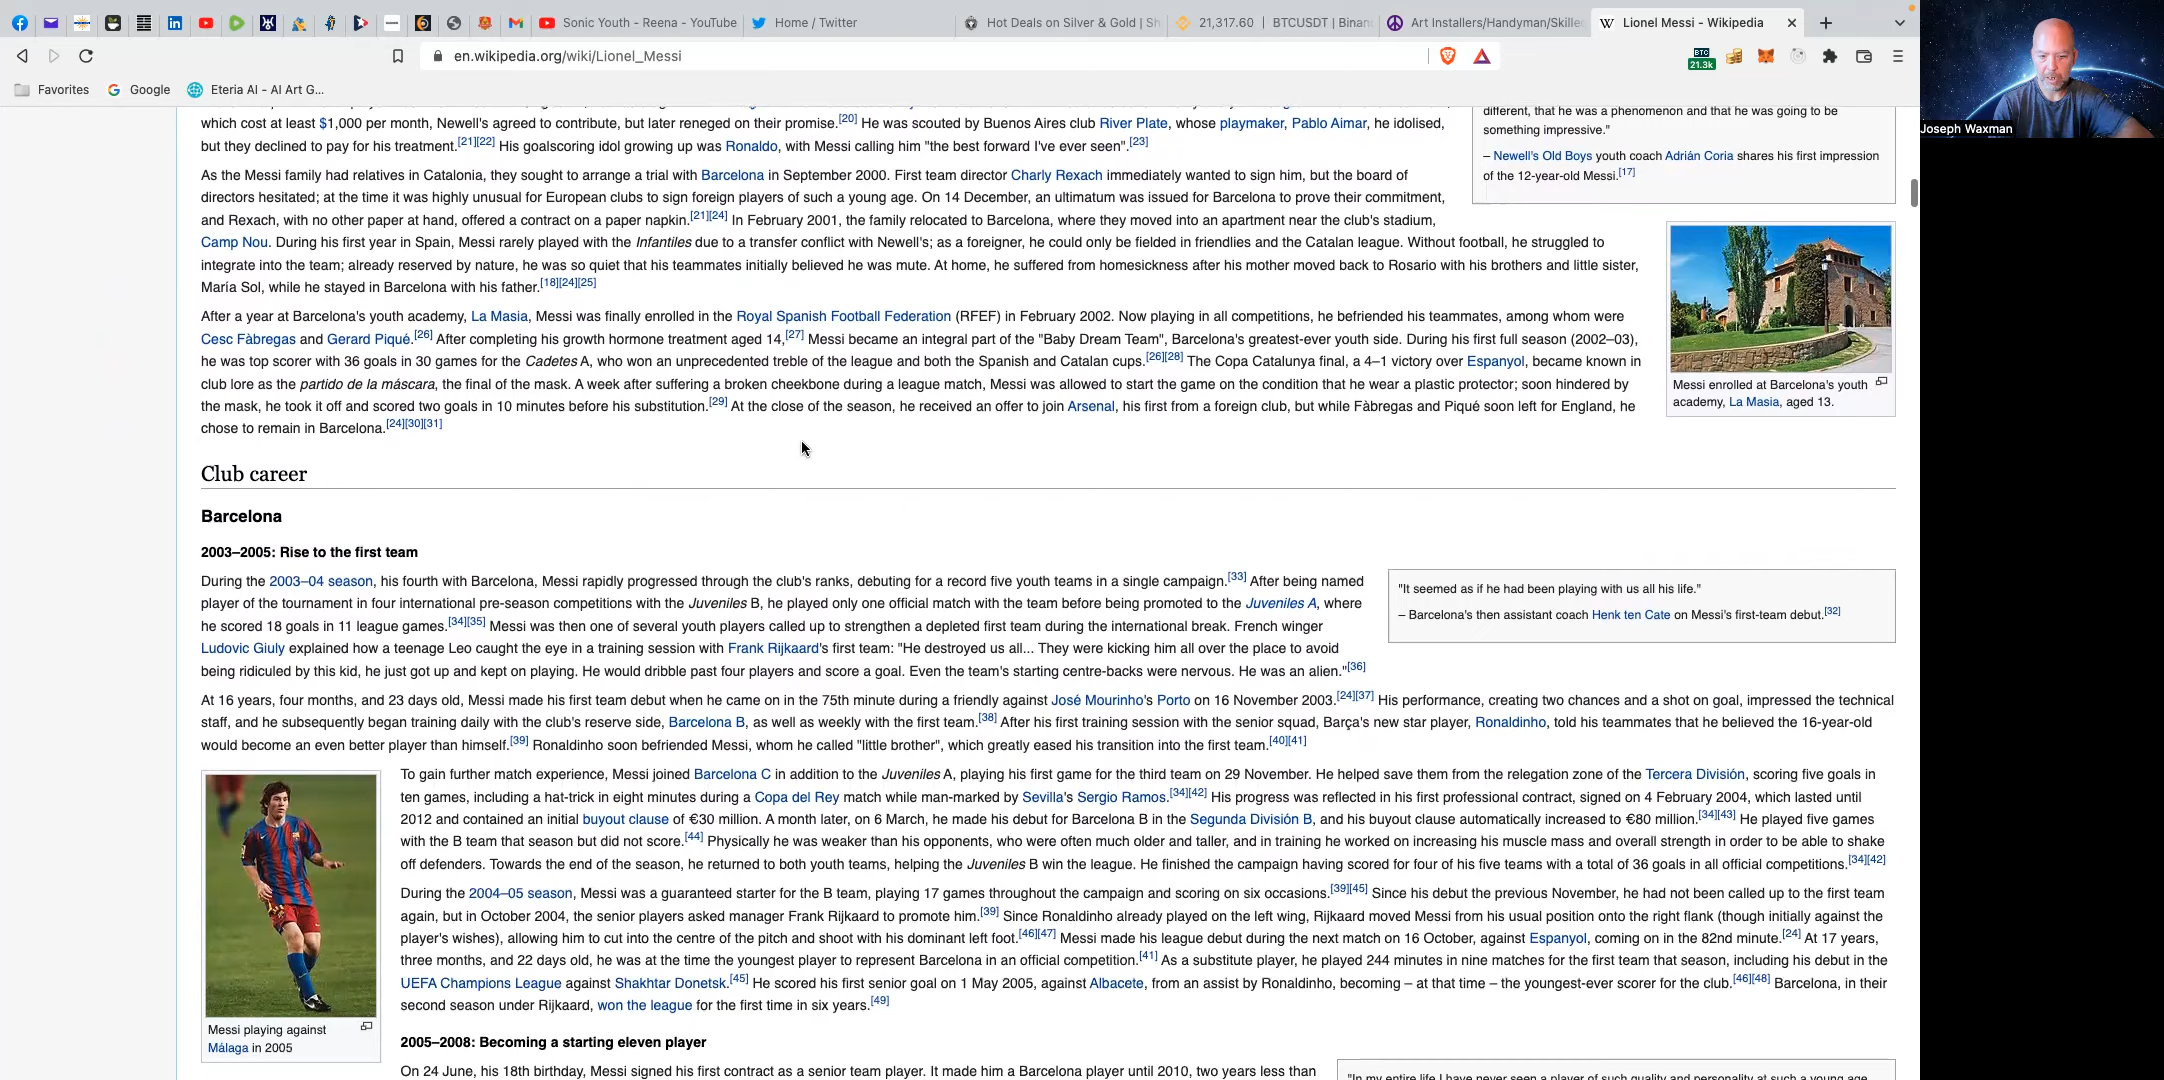 Sonic Youth - Reena - YouTube
Home / Twitter
Hot Deals on Silver & Gold | Sh
21,317.60 | BTCUSDT | Binan
Art Installers/Handyman/Skilled
Lionel Messi - Wikipedia
en.wikipedia.org/wiki/Lionel_Messi
BTC
21.3k
Favorites
Google
Eteria AI - AI Art G...
Joseph Waxman
which cost at least $1,000 per month, Newell's agreed to contribute, but later reneged on their promise.[20] He was scouted by Buenos Aires club River Plate, whose playmaker, Pablo Aimar, he idolised,
but they declined to pay for his treatment.[21][22] His goalscoring idol growing up was Ronaldo, with Messi calling him "the best forward I've ever seen".[23]
different, that he was a phenomenon and that he was going to be
something impressive."
– Newell's Old Boys youth coach Adrián Coria shares his first impression
of the 12-year-old Messi.[17]
As the Messi family had relatives in Catalonia, they sought to arrange a trial with Barcelona in September 2000. First team director Charly Rexach immediately wanted to sign him, but the board of
directors hesitated; at the time it was highly unusual for European clubs to sign foreign players of such a young age. On 14 December, an ultimatum was issued for Barcelona to prove their commitment,
and Rexach, with no other paper at hand, offered a contract on a paper napkin.[21][24] In February 2001, the family relocated to Barcelona, where they moved into an apartment near the club's stadium,
Camp Nou. During his first year in Spain, Messi rarely played with the Infantiles due to a transfer conflict with Newell's; as a foreigner, he could only be fielded in friendlies and the Catalan league. Without football, he struggled to
integrate into the team; already reserved by nature, he was so quiet that his teammates initially believed he was mute. At home, he suffered from homesickness after his mother moved back to Rosario with his brothers and little sister,
María Sol, while he stayed in Barcelona with his father.[18][24][25]
After a year at Barcelona's youth academy, La Masia, Messi was finally enrolled in the Royal Spanish Football Federation (RFEF) in February 2002. Now playing in all competitions, he befriended his teammates, among whom were
Cesc Fàbregas and Gerard Piqué.[26] After completing his growth hormone treatment aged 14,[27] Messi became an integral part of the "Baby Dream Team", Barcelona's greatest-ever youth side. During his first full season (2002–03),
he was top scorer with 36 goals in 30 games for the Cadetes A, who won an unprecedented treble of the league and both the Spanish and Catalan cups.[26][28] The Copa Catalunya final, a 4–1 victory over Espanyol, became known in
club lore as the partido de la máscara, the final of the mask. A week after suffering a broken cheekbone during a league match, Messi was allowed to start the game on the condition that he wear a plastic protector; soon hindered by
the mask, he took it off and scored two goals in 10 minutes before his substitution.[29] At the close of the season, he received an offer to join Arsenal, his first from a foreign club, but while Fàbregas and Piqué soon left for England, he
chose to remain in Barcelona.[24][30][31]
Messi enrolled at Barcelona's youth
academy, La Masia, aged 13.
Club career
Barcelona
2003–2005: Rise to the first team
During the 2003–04 season, his fourth with Barcelona, Messi rapidly progressed through the club's ranks, debuting for a record five youth teams in a single campaign.[33] After being named
player of the tournament in four international pre-season competitions with the Juveniles B, he played only one official match with the team before being promoted to the Juveniles A, where
he scored 18 goals in 11 league games.[34][35] Messi was then one of several youth players called up to strengthen a depleted first team during the international break. French winger
Ludovic Giuly explained how a teenage Leo caught the eye in a training session with Frank Rijkaard's first team: "He destroyed us all... They were kicking him all over the place to avoid
being ridiculed by this kid, he just got up and kept on playing. He would dribble past four players and score a goal. Even the team's starting centre-backs were nervous. He was an alien."[36]
"It seemed as if he had been playing with us all his life."
– Barcelona's then assistant coach Henk ten Cate on Messi's first-team debut.[32]
At 16 years, four months, and 23 days old, Messi made his first team debut when he came on in the 75th minute during a friendly against José Mourinho's Porto on 16 November 2003.[24][37] His performance, creating two chances and a shot on goal, impressed the technical
staff, and he subsequently began training daily with the club's reserve side, Barcelona B, as well as weekly with the first team.[38] After his first training session with the senior squad, Barça's new star player, Ronaldinho, told his teammates that he believed the 16-year-old
would become an even better player than himself.[39] Ronaldinho soon befriended Messi, whom he called "little brother", which greatly eased his transition into the first team.[40][41]
To gain further match experience, Messi joined Barcelona C in addition to the Juveniles A, playing his first game for the third team on 29 November. He helped save them from the relegation zone of the Tercera División, scoring five goals in
ten games, including a hat-trick in eight minutes during a Copa del Rey match while man-marked by Sevilla's Sergio Ramos.[34][42] His progress was reflected in his first professional contract, signed on 4 February 2004, which lasted until
2012 and contained an initial buyout clause of €30 million. A month later, on 6 March, he made his debut for Barcelona B in the Segunda División B, and his buyout clause automatically increased to €80 million.[34][43] He played five games
with the B team that season but did not score.[44] Physically he was weaker than his opponents, who were often much older and taller, and in training he worked on increasing his muscle mass and overall strength in order to be able to shake
off defenders. Towards the end of the season, he returned to both youth teams, helping the Juveniles B win the league. He finished the campaign having scored for four of his five teams with a total of 36 goals in all official competitions.[34][42]
During the 2004–05 season, Messi was a guaranteed starter for the B team, playing 17 games throughout the campaign and scoring on six occasions.[39][45] Since his debut the previous November, he had not been called up to the first team
again, but in October 2004, the senior players asked manager Frank Rijkaard to promote him.[39] Since Ronaldinho already played on the left wing, Rijkaard moved Messi from his usual position onto the right flank (though initially against the
player's wishes), allowing him to cut into the centre of the pitch and shoot with his dominant left foot.[46][47] Messi made his league debut during the next match on 16 October, against Espanyol, coming on in the 82nd minute.[24] At 17 years,
three months, and 22 days old, he was at the time the youngest player to represent Barcelona in an official competition.[41] As a substitute player, he played 244 minutes in nine matches for the first team that season, including his debut in the
UEFA Champions League against Shakhtar Donetsk.[45] He scored his first senior goal on 1 May 2005, against Albacete, from an assist by Ronaldinho, becoming – at that time – the youngest-ever scorer for the club.[46][48] Barcelona, in their
second season under Rijkaard, won the league for the first time in six years.[49]
Messi playing against
Málaga in 2005
2005–2008: Becoming a starting eleven player
On 24 June, his 18th birthday, Messi signed his first contract as a senior team player. It made him a Barcelona player until 2010, two years less than
"In my entire life I have never seen a player of such quality and personality at such a young age,